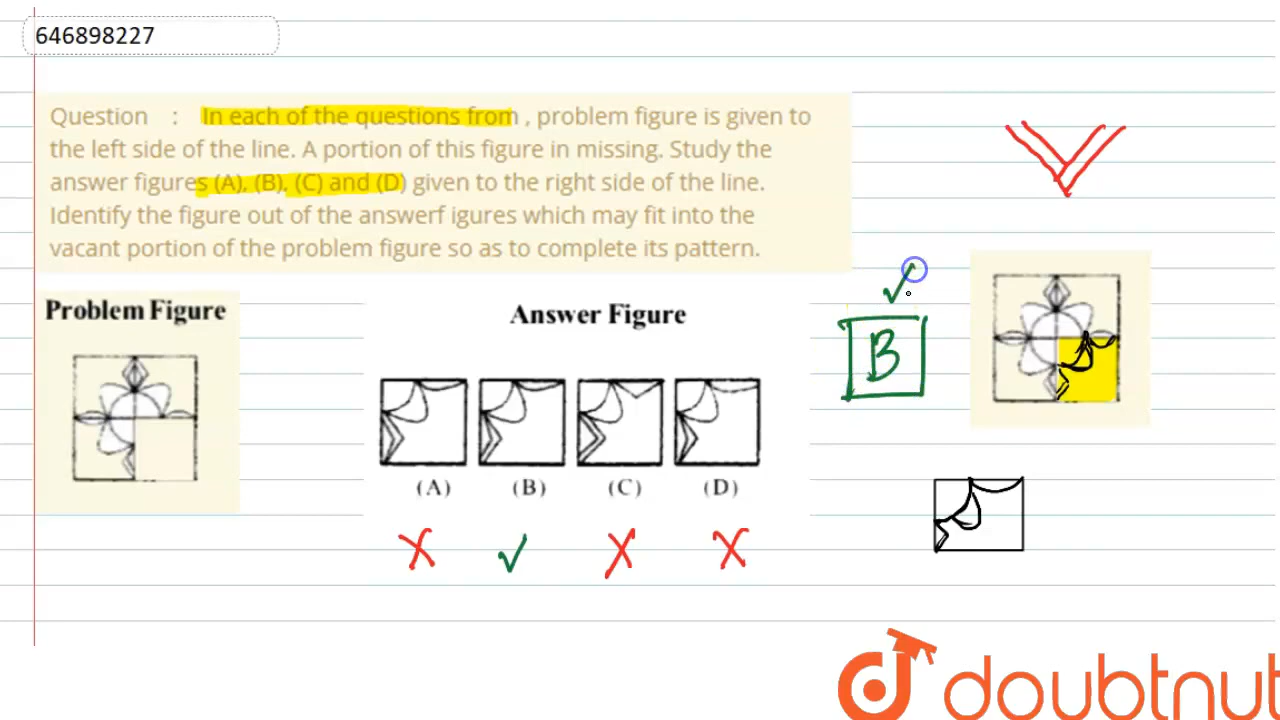 646898227
Question : In each of the questions from , problem figure is given to
the left side of the line. A portion of this figure in missing. Study the
answer figures (A), (B), (C) and (D) given to the right side of the line.
Identify the figure out of the answerf igures which may fit into the
vacant portion of the problem figure so as to complete its pattern.
Problem Figure
Answer Figure
B
(A) (B) (C) (D)
doubtnut